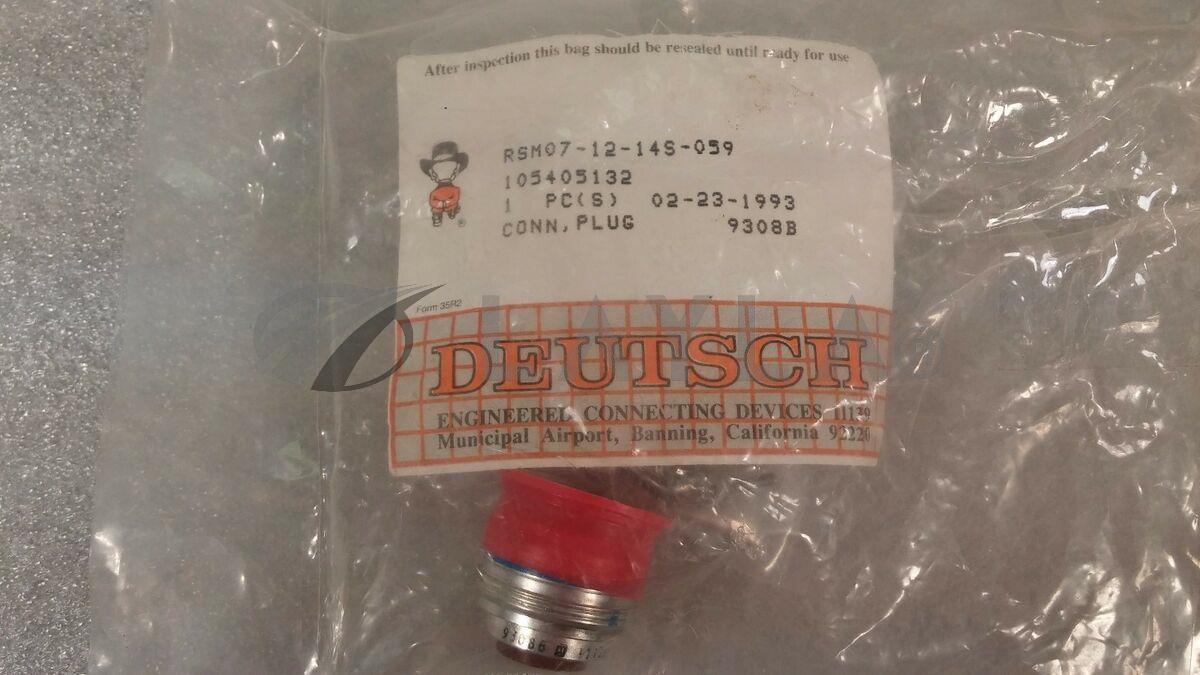 After inspection this bag should be resealed until ready for use
RSM07-12-14S-059
105405132
1 PC(S) 02-23-1993
CONN, PLUG 9308B
®
Form 35R2
DEUTSCH
ENGINEERED CONNECTING DEVICES 11139
Municipal Airport, Banning, California 92220
93086